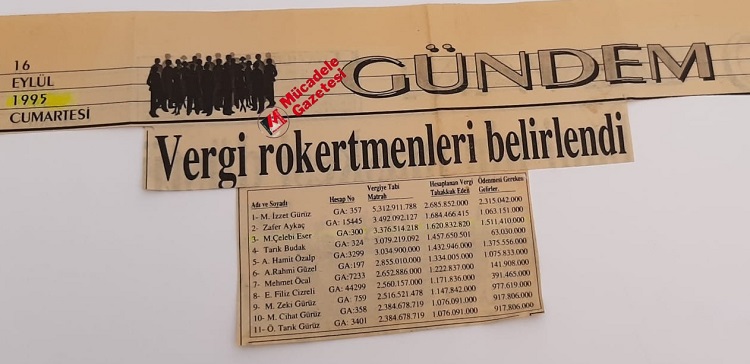 16
EYLÜL
1995
CUMARTESİ
Mücadele
Gazetesi
M
GÜNDEM
Vergi rokertmenleri belirlendi
Adı ve Soyadı Hesap No Vergiye Tabi Matrah Hesaplanan Vergi Tahakkuk Edeli Ödenmesi Gereken Gelirler
1- M. İzzet Gürüz GA: 357 5.312.911.788 2.685.852.000 2.315.042.000
2- Zafer Aykaç GA: 15445 3.492.092.127 1.684.466.415 1.063.151.000
3- M.Çelebi Eser GA:300 3.376.514.218 1.620.832.820 1.511.410.000
4- Tarık Budak GA: 324 3.079.219.092 1.457.650.501 63.030.000
5- A. Hamit Özalp GA:3299 3.034.900.000 1.432.946.000 1.375.556.000
6- A.Rahmi Güzel GA:197 2.855.010.000 1.334.005.000 1.075.833.000
7- Mehmet Öcal GA:7233 2.652.886.000 1.222.837.000 141.908.000
8- E. Filiz Cizreli GA: 44299 2.560.157.000 1.171.836.000 391.465.000
9- M. Zeki Gürüz GA: 759 2.516.521.478 1.147.842.000 977.619.000
10- M. Cihat Gürüz GA:358 2.384.678.719 1.076.091.000 917.806.000
11- Ö. Tarık Gürüz GA: 3401 2.384.678.719 1.076.091.000 917.806.000